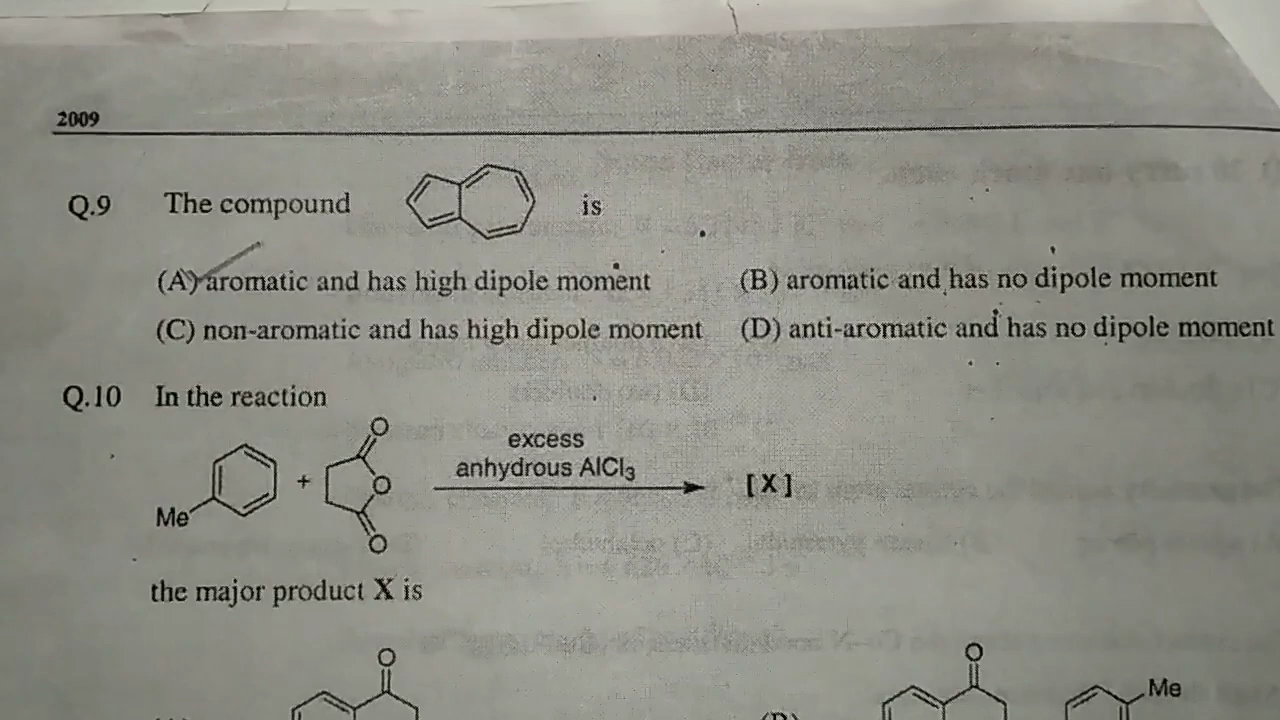 2009
Q.9 The compound is
(A) aromatic and has high dipole moment (B) aromatic and has no dipole moment
(C) non-aromatic and has high dipole moment (D) anti-aromatic and has no dipole moment
Q.10 In the reaction
O
excess
anhydrous AlCl3
Me + O [X]
O
the major product X is
O O
Me